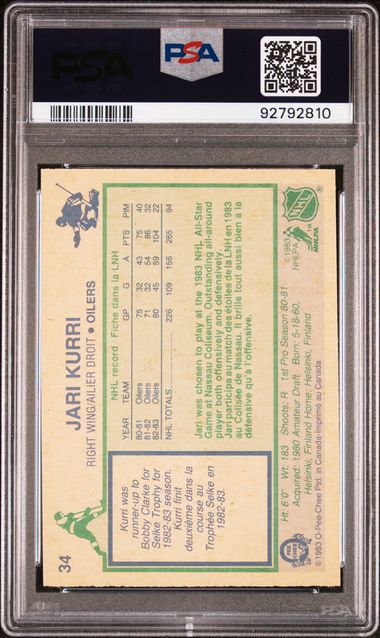 PSA
PSA
92792810
34
JARI KURRI
RIGHT WING/AILIER DROIT • OILERS
Kurri was
runner-up to
Bobby Clarke for
Selke Trophy for
1982-83 season.
Kurri finit
deuxième dans la
course au
Trophée Selke en
1982-83.
NHL record - Fiche dans la LNH
YEAR TEAM GP G A PTS PIM
80-81 Oilers 75 32 43 75 40
81-82 Oilers 71 32 54 86 32
82-83 Oilers 80 45 59 104 22
NHL TOTALS 226 109 156 265 94
Jari was chosen to play at the 1983 NHL All-Star
Game at Nassau Coliseum. Outstanding all-around
player both offensively and defensively.
Jari participa au match des étoiles de la LNH en 1983
au Colisée de Nassau. Il brille tout aussi bien à la
défensive qu'à l'offensive.
Ht: 6'0" Wt: 183 Shoots: R 1st Pro Season 80-81
Acquired: 1980 Amateur Draft Born: 5-18-60,
Helsinki, Finland Home: Helsinki, Finland
©1983 O-Pee-Chee Ptd. in Canada-Imprimé au Canada
O
PEE
CHEE
©1983
NHLPA
NHL
®
PSA
PSA